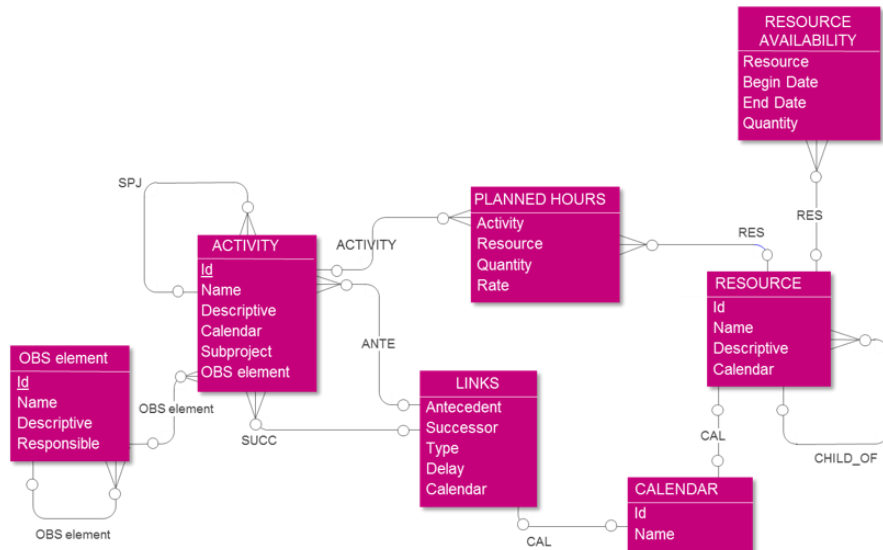 RESOURCE
AVAILABILITY
Resource
Begin Date
End Date
Quantity
SPJ
PLANNED HOURS
Activity
Resource
Quantity
Rate
RES
RES
ACTIVITY
ACTIVITY
Id
Name
Descriptive
Calendar
Subproject
OBS element
RESOURCE
Id
Name
Descriptive
Calendar
ANTE
OBS element
Id
Name
Descriptive
Responsible
OBS element
LINKS
Antecedent
Successor
Type
Delay
Calendar
SUCC
CAL
CHILD_OF
CALENDAR
Id
Name
OBS element
CAL